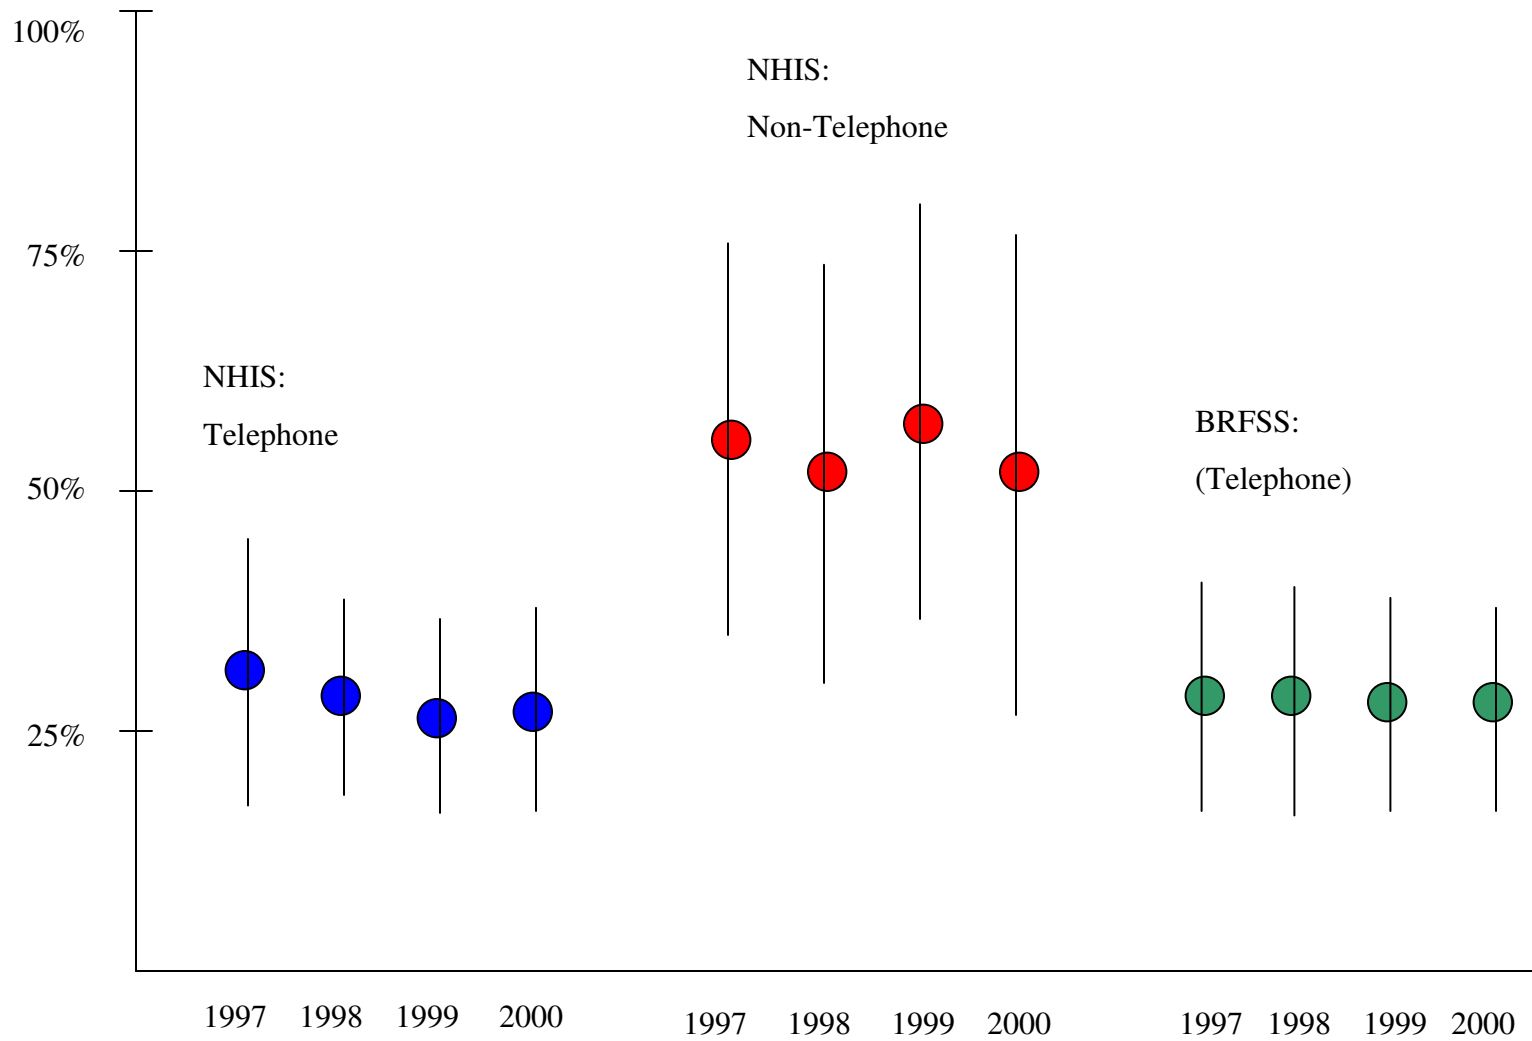 100%
NHIS:
Non-Telephone
75%
NHIS:
Telephone
BRFSS:
(Telephone)
50%
25%
1997 1998 1999 2000 1997 1998 1999 2000 1997 1998 1999 2000